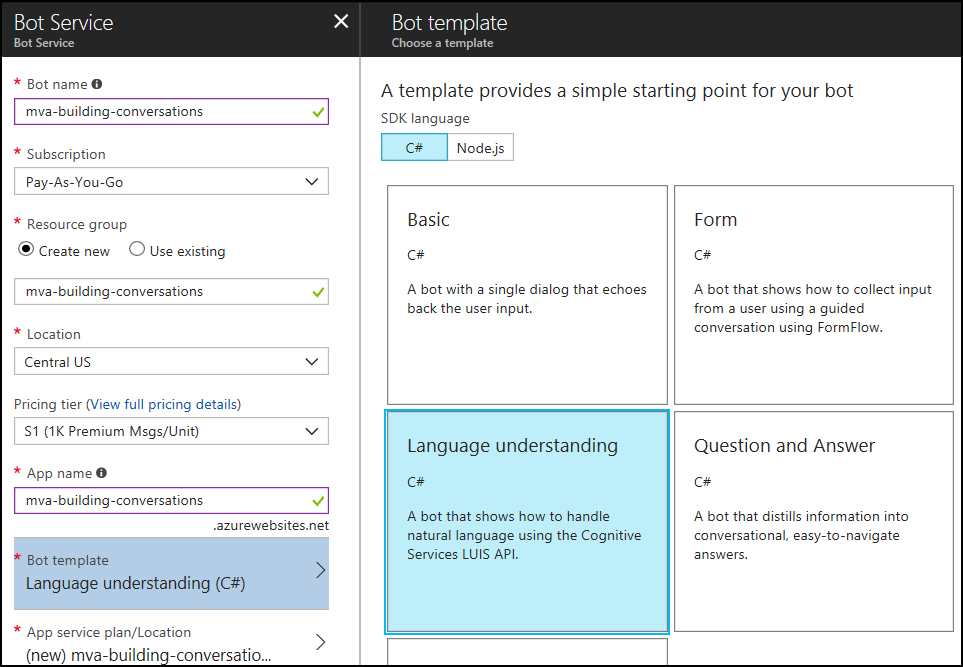 Bot Service
Bot Service
* Bot name
mva-building-conversations
* Subscription
Pay-As-You-Go
* Resource group
Create new
Use existing
mva-building-conversations
* Location
Central US
Pricing tier (View full pricing details)
S1 (1K Premium Msgs/Unit)
* App name
mva-building-conversations
.azurewebsites.net
* Bot template
Language understanding (C#)
* App service plan/Location
(new) mva-building-conversatio...
Bot template
Choose a template
A template provides a simple starting point for your bot
SDK language
C#
Node.js
Basic
C#
A bot with a single dialog that echoes
back the user input.
Form
C#
A bot that shows how to collect input
from a user using a guided
conversation using FormFlow.
Language understanding
C#
A bot that shows how to handle
natural language using the Cognitive
Services LUIS API.
Question and Answer
C#
A bot that distills information into
conversational, easy-to-navigate
answers.